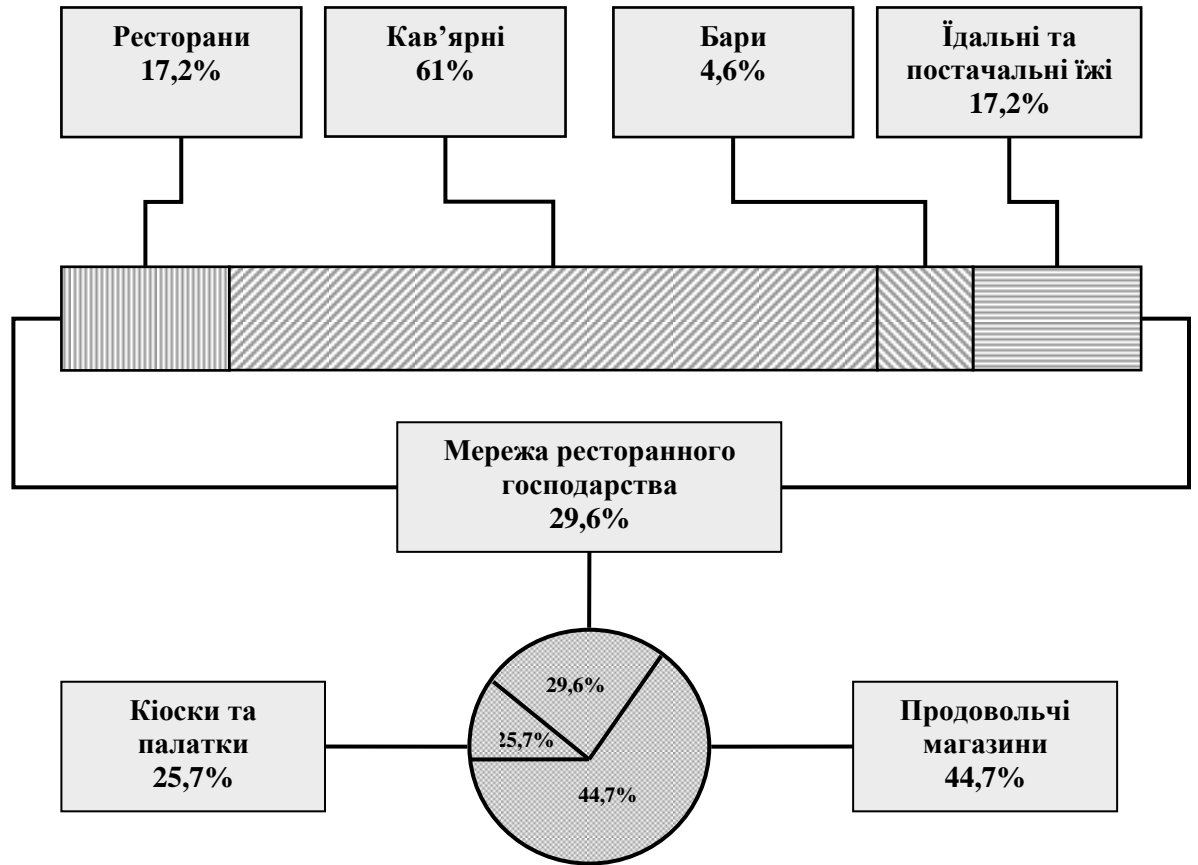 Ресторани
17,2%
Кав’ярні
61%
Бари
4,6%
Їдальні та
постачальні їжі
17,2%
Мережа ресторанного
господарства
29,6%
29,6%
25,7%
44,7%
Кіоски та
палатки
25,7%
Продовольчі
магазини
44,7%